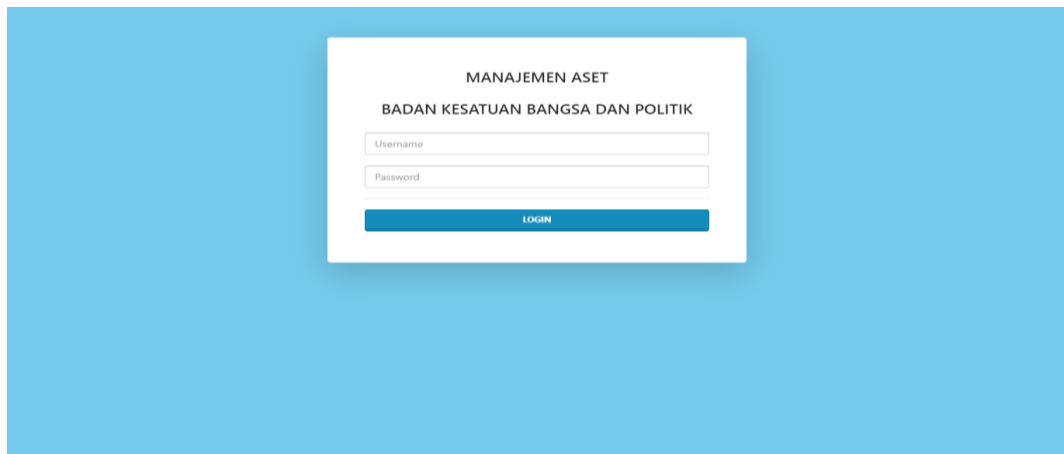 MANAJEMEN ASET
BADAN KESATUAN BANGSA DAN POLITIK
Username
Password
LOGIN